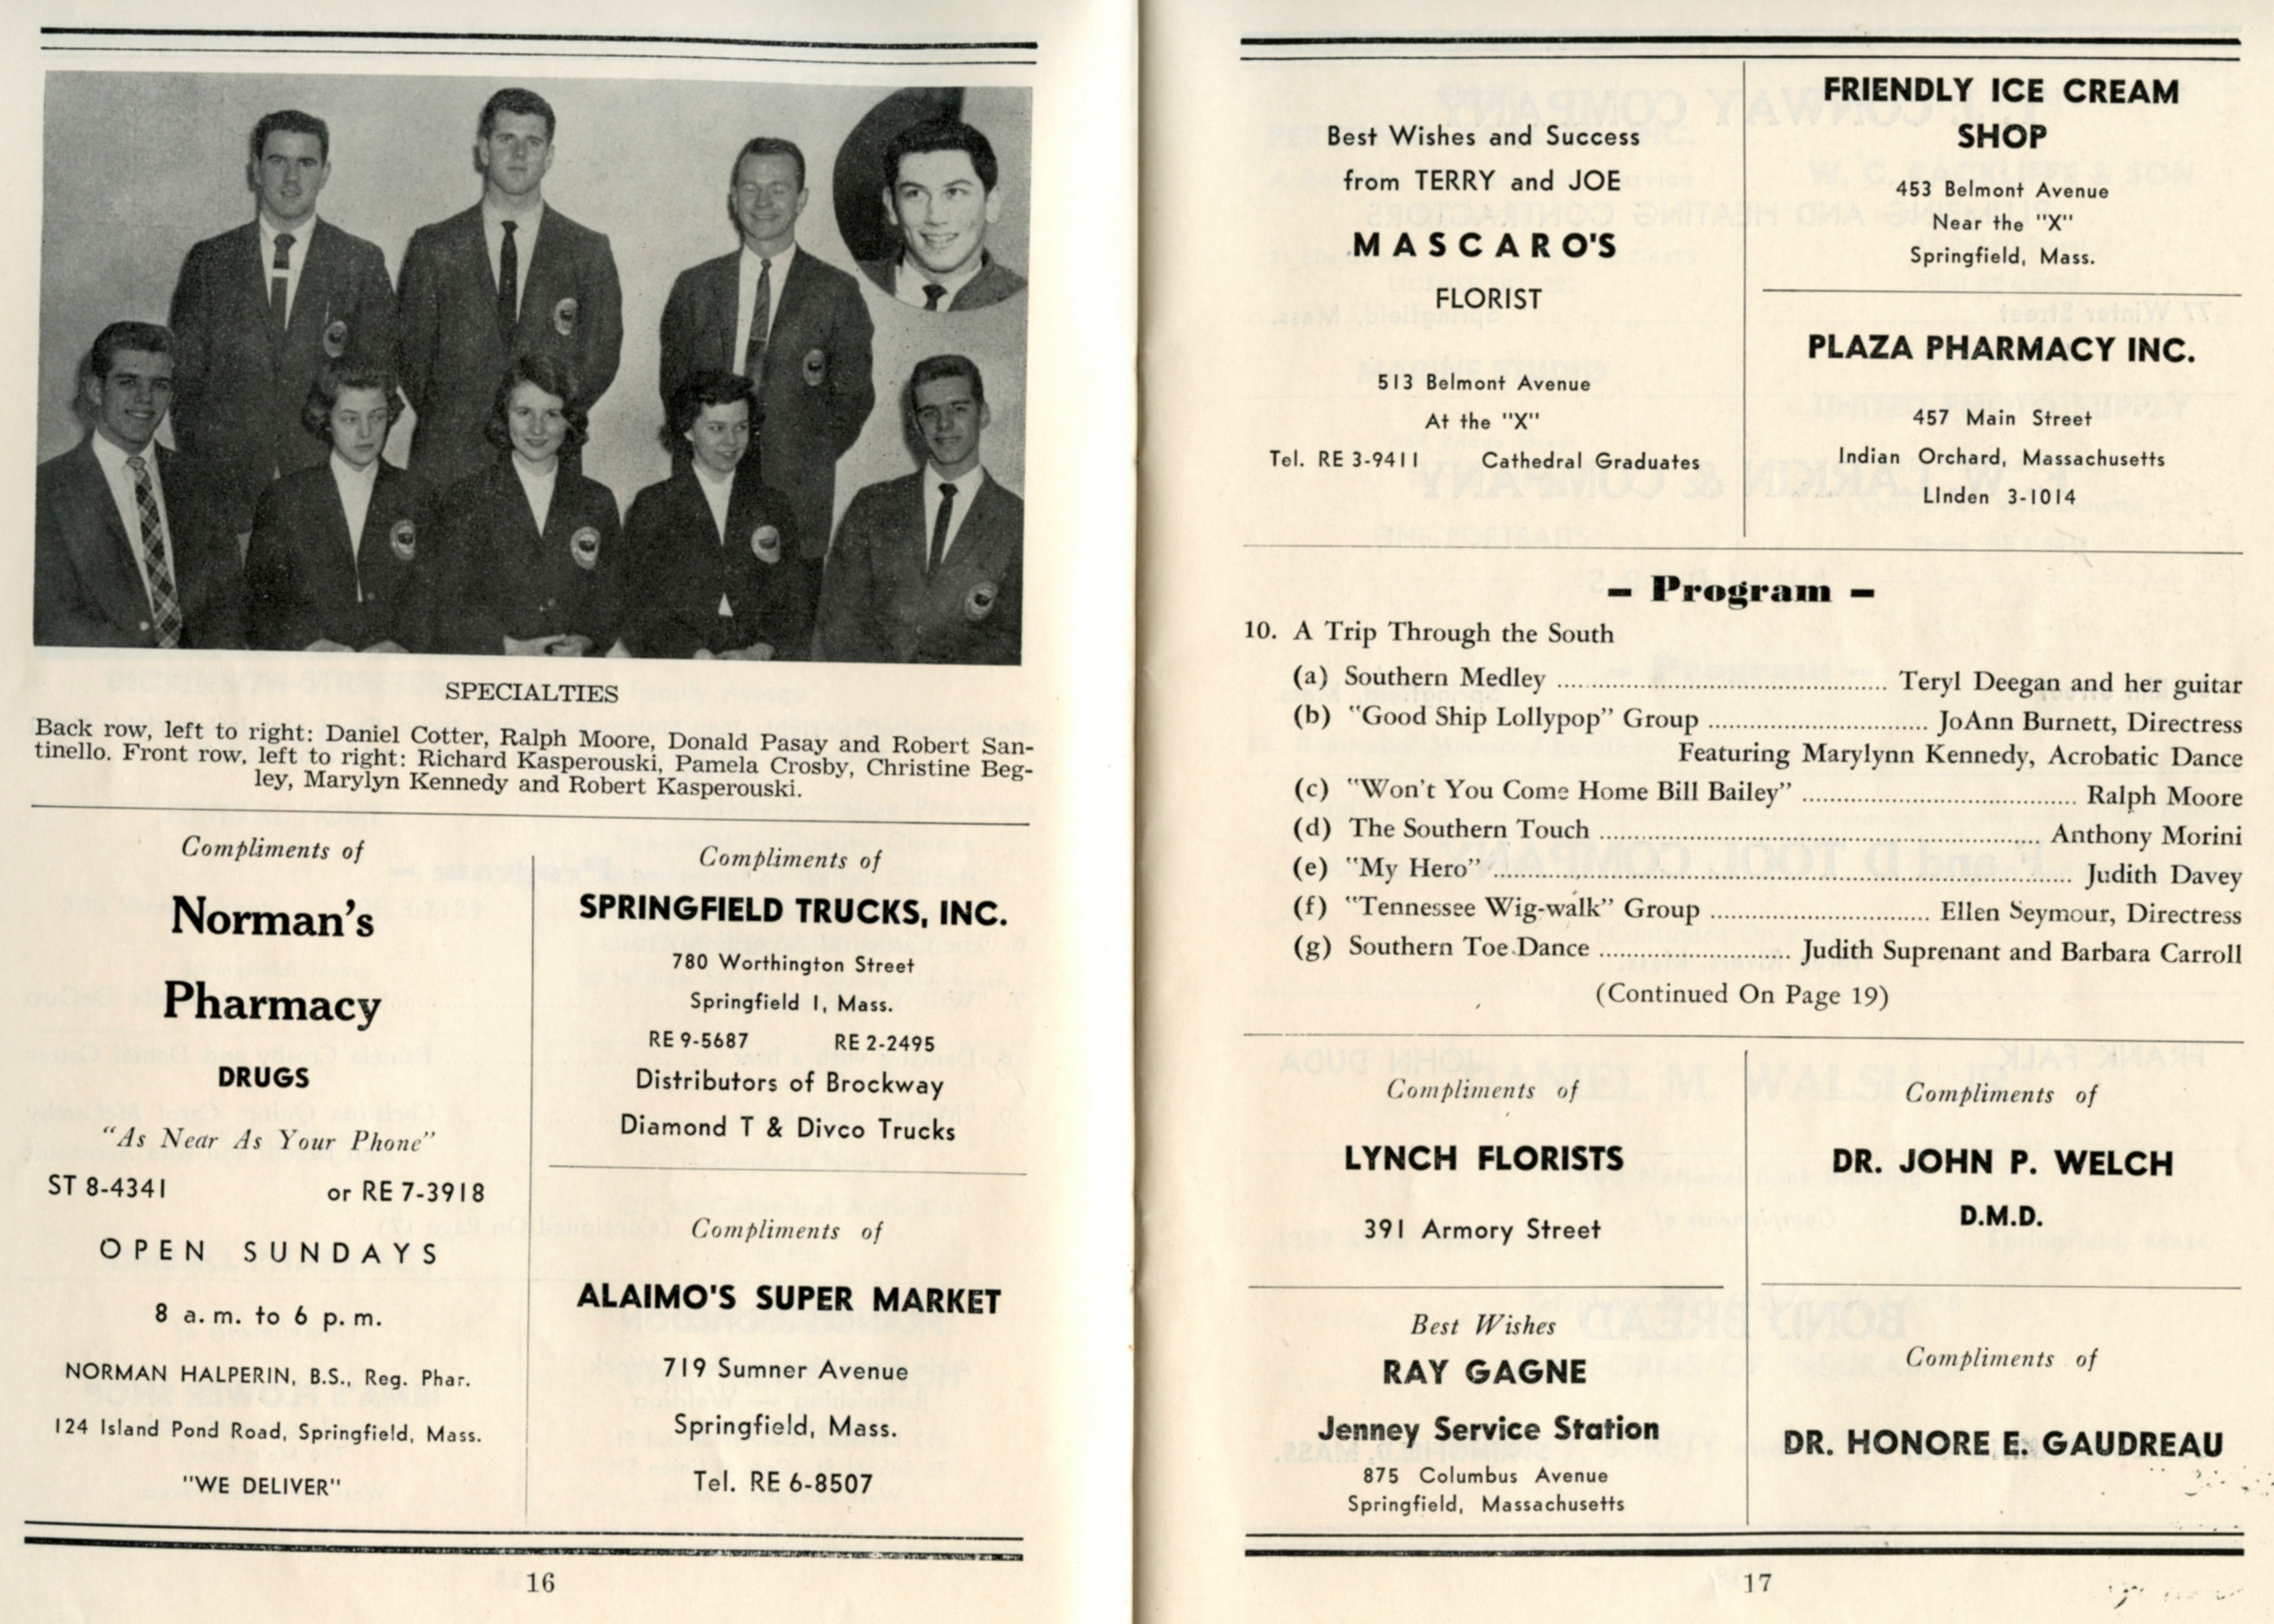 SPECIALTIES
Back row, left to right: Daniel Cotter, Ralph Moore, Donald Pasay and Robert San-
tinello. Front row, left to right: Richard Kasperouski, Pamela Crosby, Christine Beg-
ley, Marylyn Kennedy and Robert Kasperouski.
Compliments of
Norman's
Pharmacy
DRUGS
"As Near As Your Phone"
ST 8-4341 or RE 7-3918
OPEN SUNDAYS
8 a.m. to 6 p.m.
NORMAN HALPERIN, B.S., Reg. Phar.
124 Island Pond Road, Springfield, Mass.
"WE DELIVER"
Compliments of
SPRINGFIELD TRUCKS, INC.
780 Worthington Street
Springfield 1, Mass.
RE 9-5687 RE 2-2495
Distributors of Brockway
Diamond T & Divco Trucks
Compliments of
ALAIMO'S SUPER MARKET
719 Sumner Avenue
Springfield, Mass.
Tel. RE 6-8507
16
Best Wishes and Success
from TERRY and JOE
MASCARO'S
FLORIST
513 Belmont Avenue
At the "X"
Tel. RE 3-9411 Cathedral Graduates
FRIENDLY ICE CREAM
SHOP
453 Belmont Avenue
Near the "X"
Springfield, Mass.
PLAZA PHARMACY INC.
457 Main Street
Indian Orchard, Massachusetts
LInden 3-1014
– Program –
10. A Trip Through the South
(a) Southern Medley ........ Teryl Deegan and her guitar
(b) "Good Ship Lollypop" Group ........ JoAnn Burnett, Directress
Featuring Marylynn Kennedy, Acrobatic Dance
(c) "Won't You Come Home Bill Bailey" ........ Ralph Moore
(d) The Southern Touch ........ Anthony Morini
(e) "My Hero" ........ Judith Davey
(f) "Tennessee Wig-walk" Group ........ Ellen Seymour, Directress
(g) Southern Toe Dance ........ Judith Suprenant and Barbara Carroll
(Continued On Page 19)
Compliments of
LYNCH FLORISTS
391 Armory Street
Compliments of
DR. JOHN P. WELCH
D.M.D.
Best Wishes
RAY GAGNE
Jenney Service Station
875 Columbus Avenue
Springfield, Massachusetts
Compliments of
DR. HONORE E. GAUDREAU
17